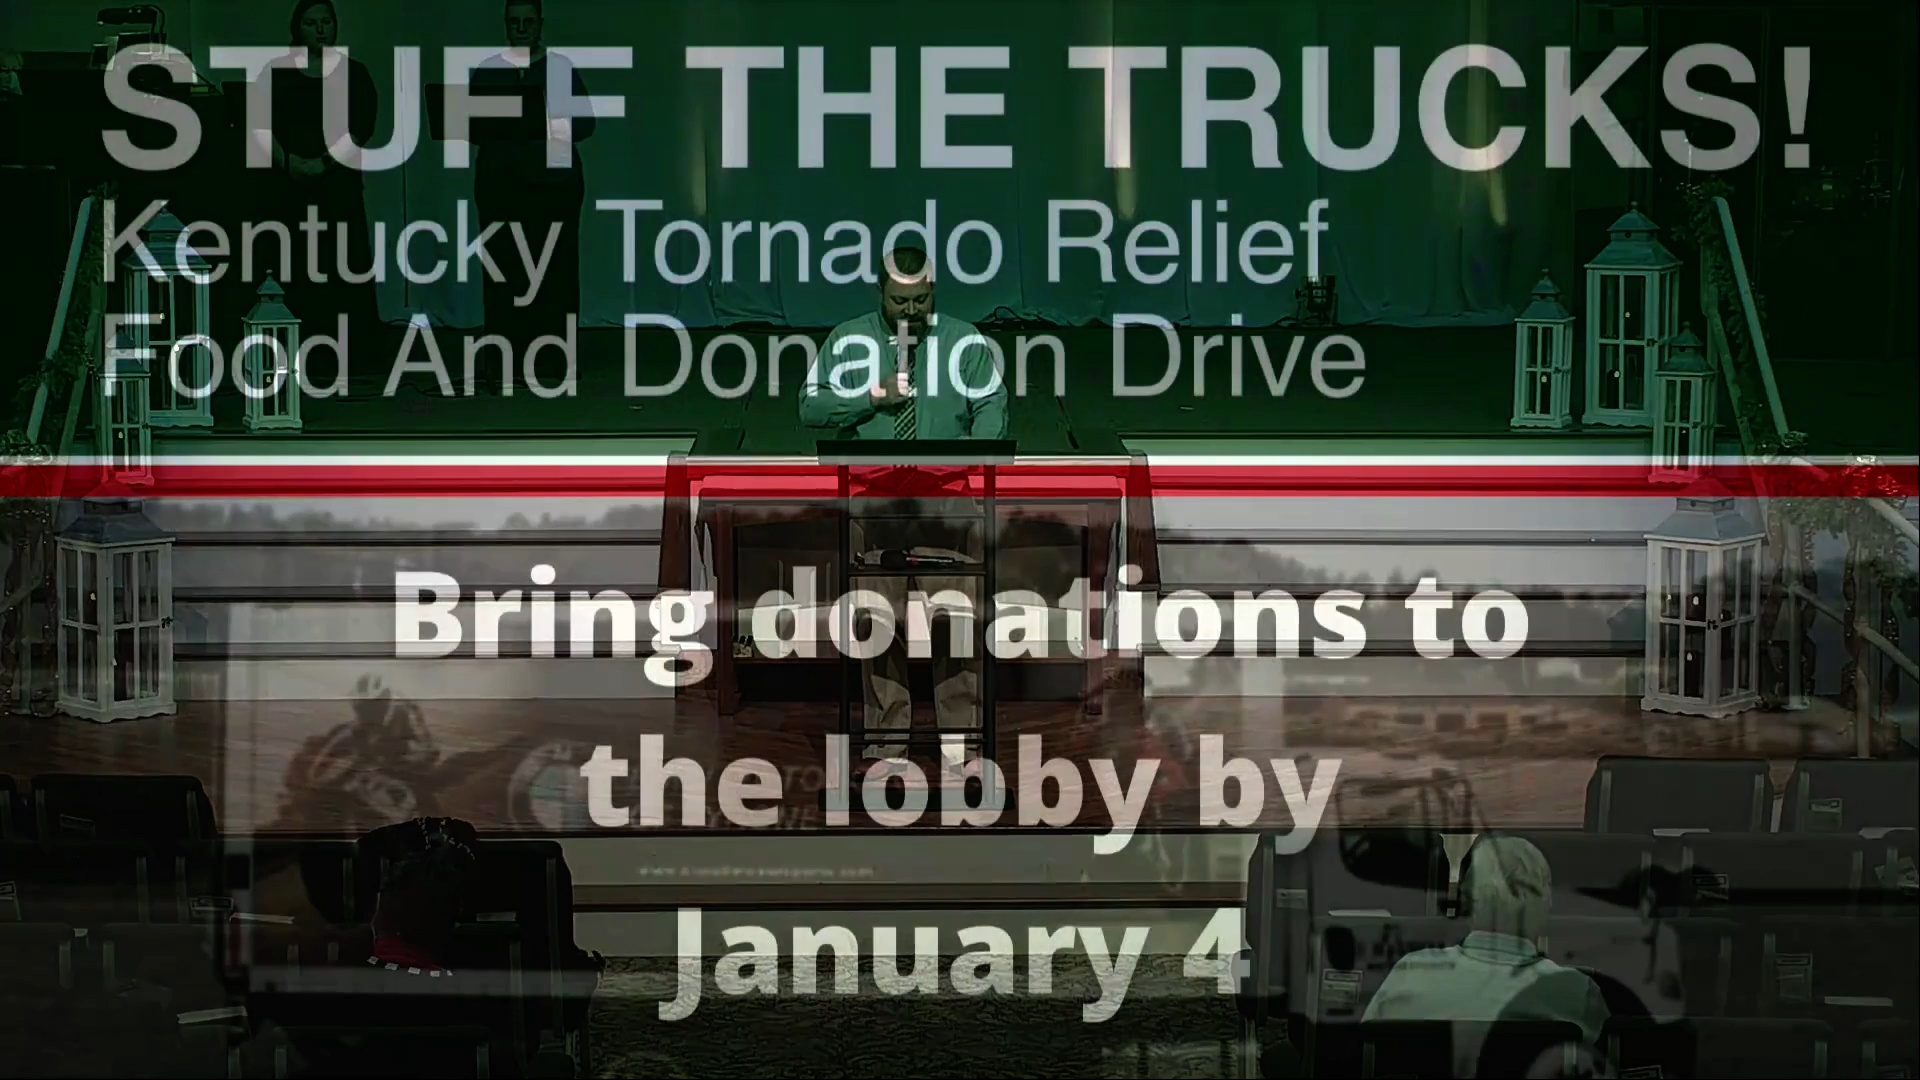 STUFF THE TRUCKS!
Kentucky Tornado Relief
Food And Donation Drive
Bring donations to
the lobby by
January 4